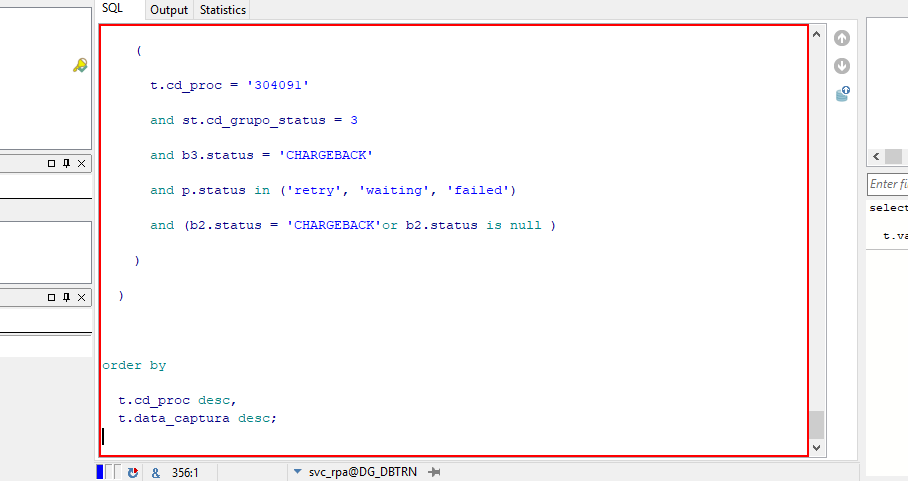 SQL Output Statistics
(
t.cd_proc = '304091'
and st.cd_grupo_status = 3
and b3.status = 'CHARGEBACK'
and p.status in ('retry', 'waiting', 'failed')
and (b2.status = 'CHARGEBACK'or b2.status is null )
)
)
order by
t.cd_proc desc,
t.data_captura desc;
& 356:1 svc_rpa@DG_DBTRN
Enter fi
select
t.va